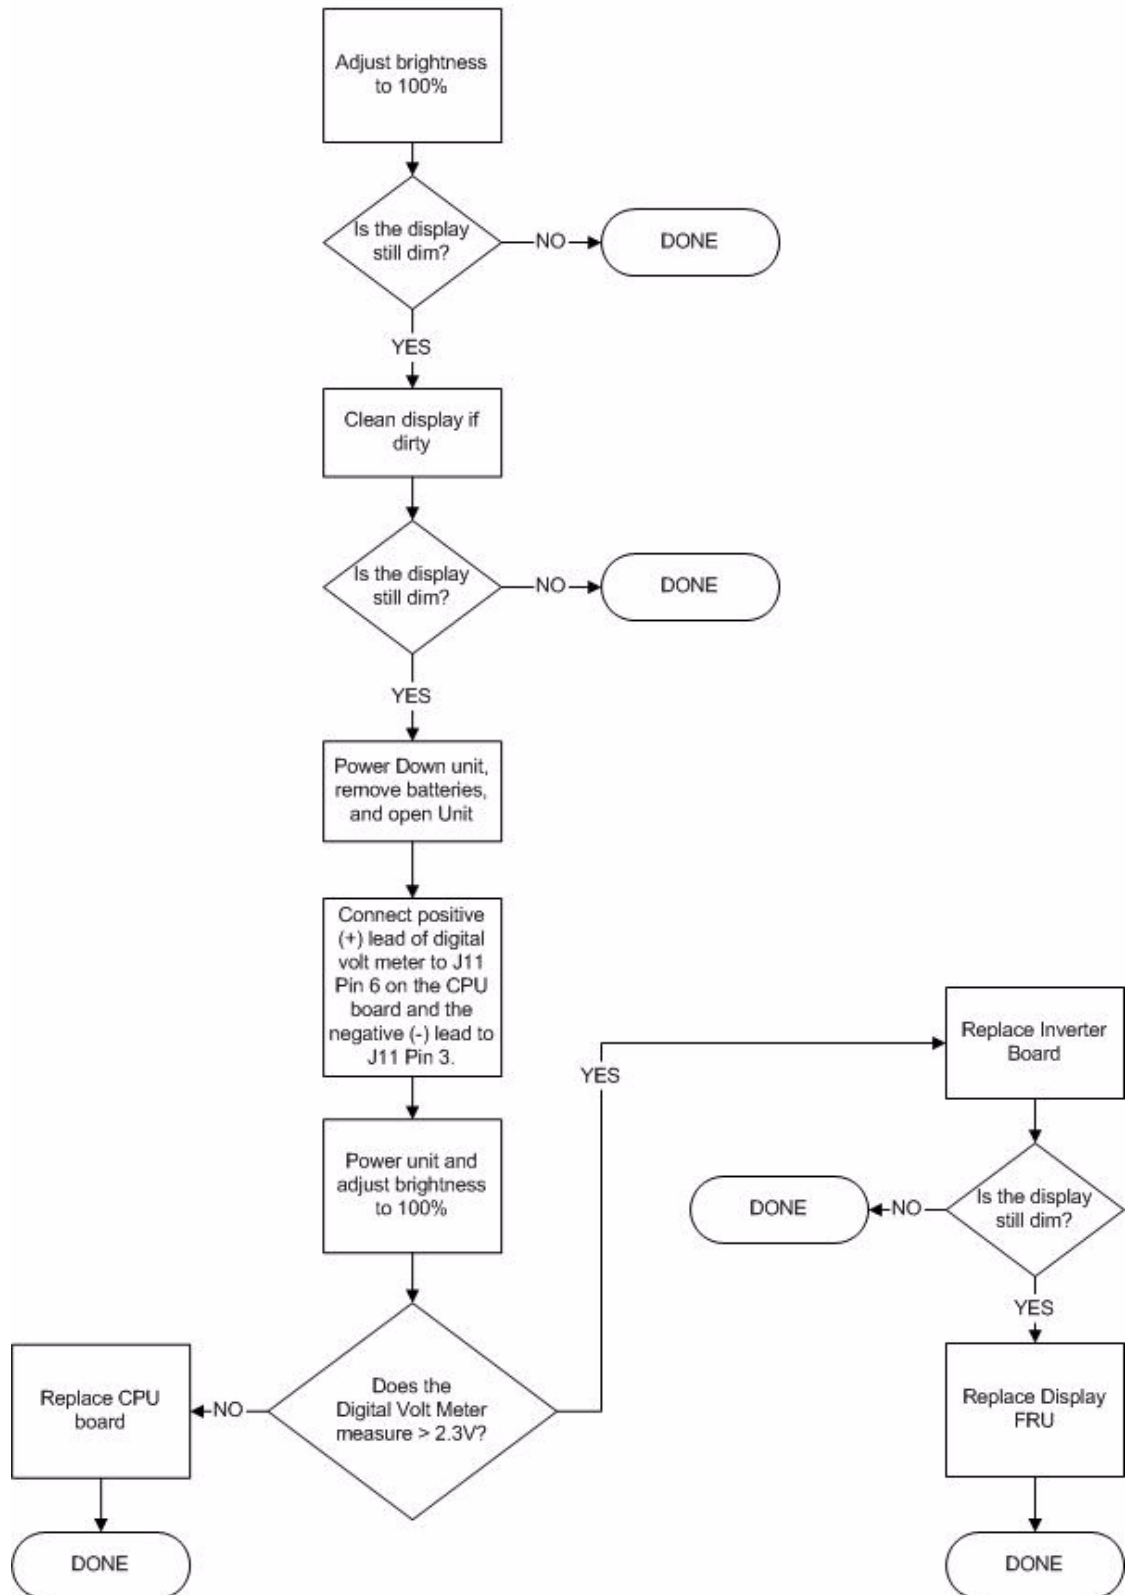 Adjust brightness
to 100%
Is the display
still dim?
NO
DONE
YES
Clean display if
dirty
Is the display
still dim?
NO
DONE
YES
Power Down unit,
remove batteries,
and open Unit
Connect positive
(+) lead of digital
volt meter to J11
Pin 6 on the CPU
board and the
negative (-) lead to
J11 Pin 3.
Power unit and
adjust brightness
to 100%
Does the
Digital Volt Meter
measure > 2.3V?
NO
Replace CPU
board
DONE
YES
Replace Inverter
Board
Is the display
still dim?
NO
DONE
YES
Replace Display
FRU
DONE